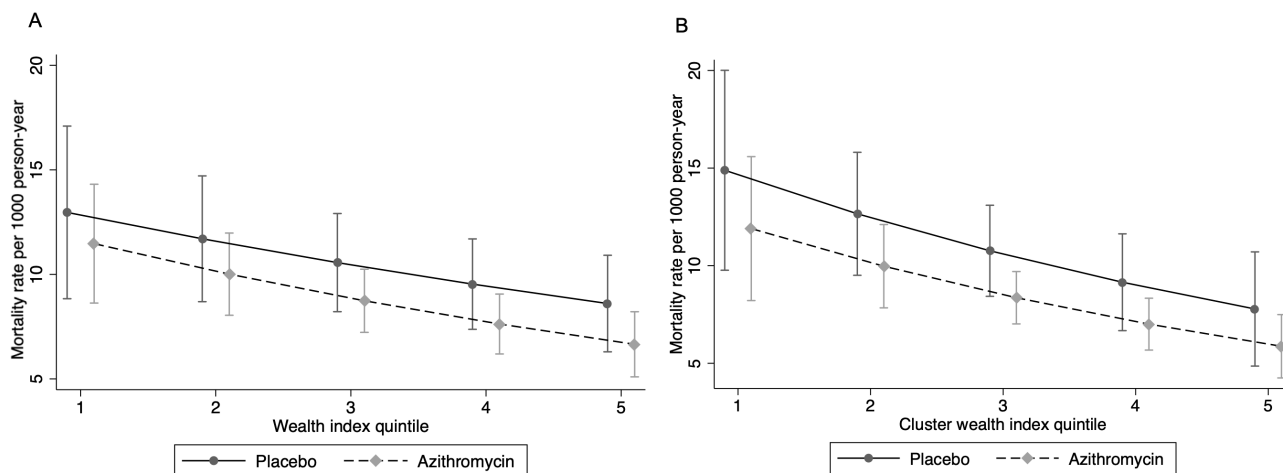 A
Mortality rate per 1000 person-year
20
15
10
5
1 2 3 4 5
Wealth index quintile
Placebo Azithromycin
B
Mortality rate per 1000 person-year
20
15
10
5
1 2 3 4 5
Cluster wealth index quintile
Placebo Azithromycin